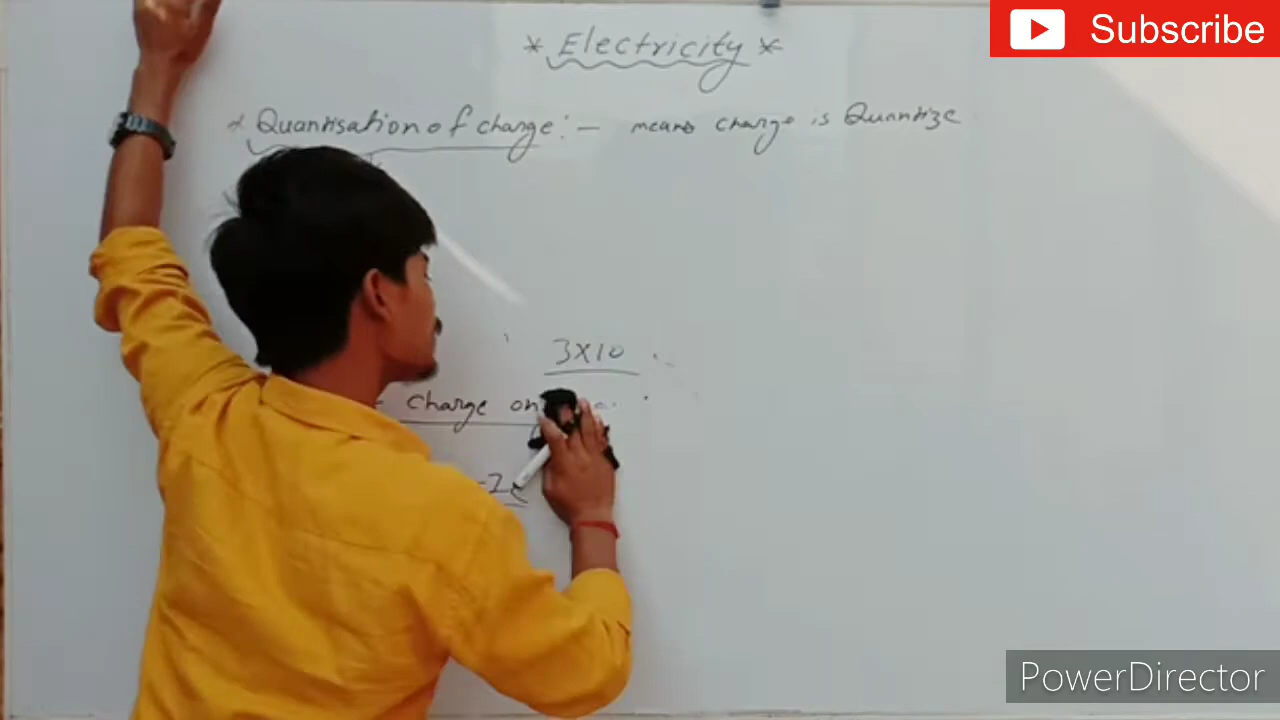 Subscribe
* Electricity *
* Quantisation of charge :- means charge is Quantize
3X10
charge on
PowerDirector